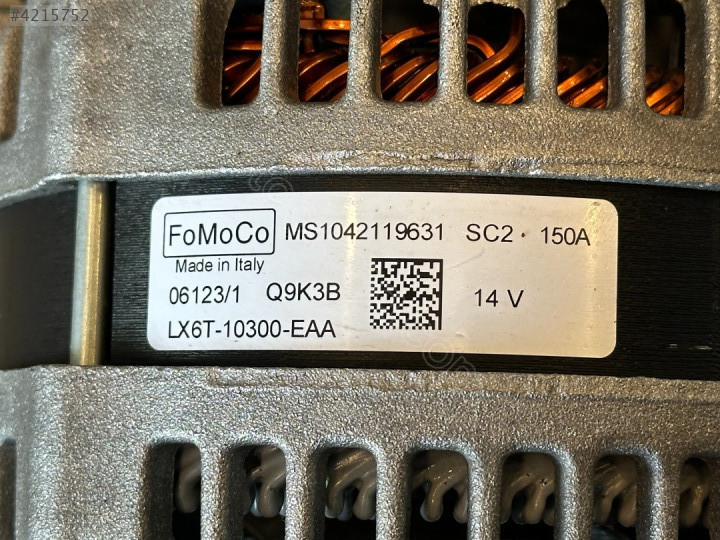 #4215752
FoMoCo MS1042119631 SC2 · 150A
Made in Italy
06123/1 Q9K3B 14 V
LX6T-10300-EAA